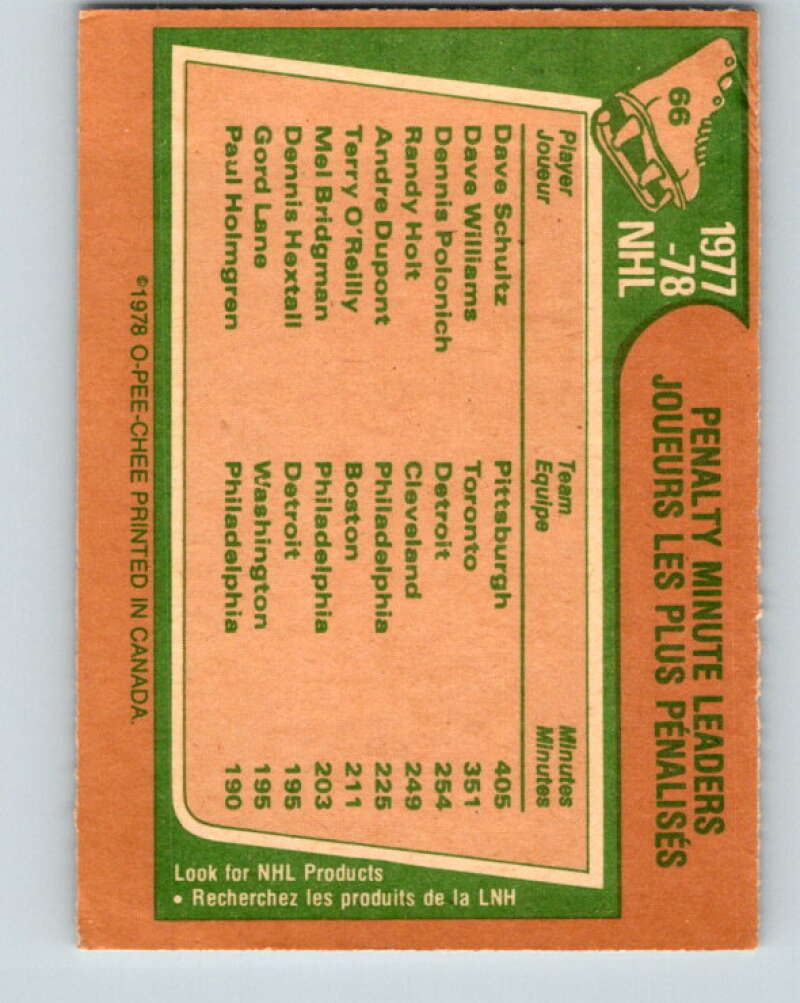 66
1977
-78
NHL
PENALTY MINUTE LEADERS
JOUEURS LES PLUS PÉNALISÉS
Player Team Minutes
Joueur Equipe Minutes
Dave Schultz Pittsburgh 405
Dave Williams Toronto 351
Dennis Polonich Detroit 254
Randy Holt Cleveland 249
Andre Dupont Philadelphia 225
Terry O'Reilly Boston 211
Mel Bridgman Philadelphia 203
Dennis Hextall Detroit 195
Gord Lane Washington 195
Paul Holmgren Philadelphia 190
©1978 O-PEE-CHEE PRINTED IN CANADA.
Look for NHL Products
• Recherchez les produits de la LNH